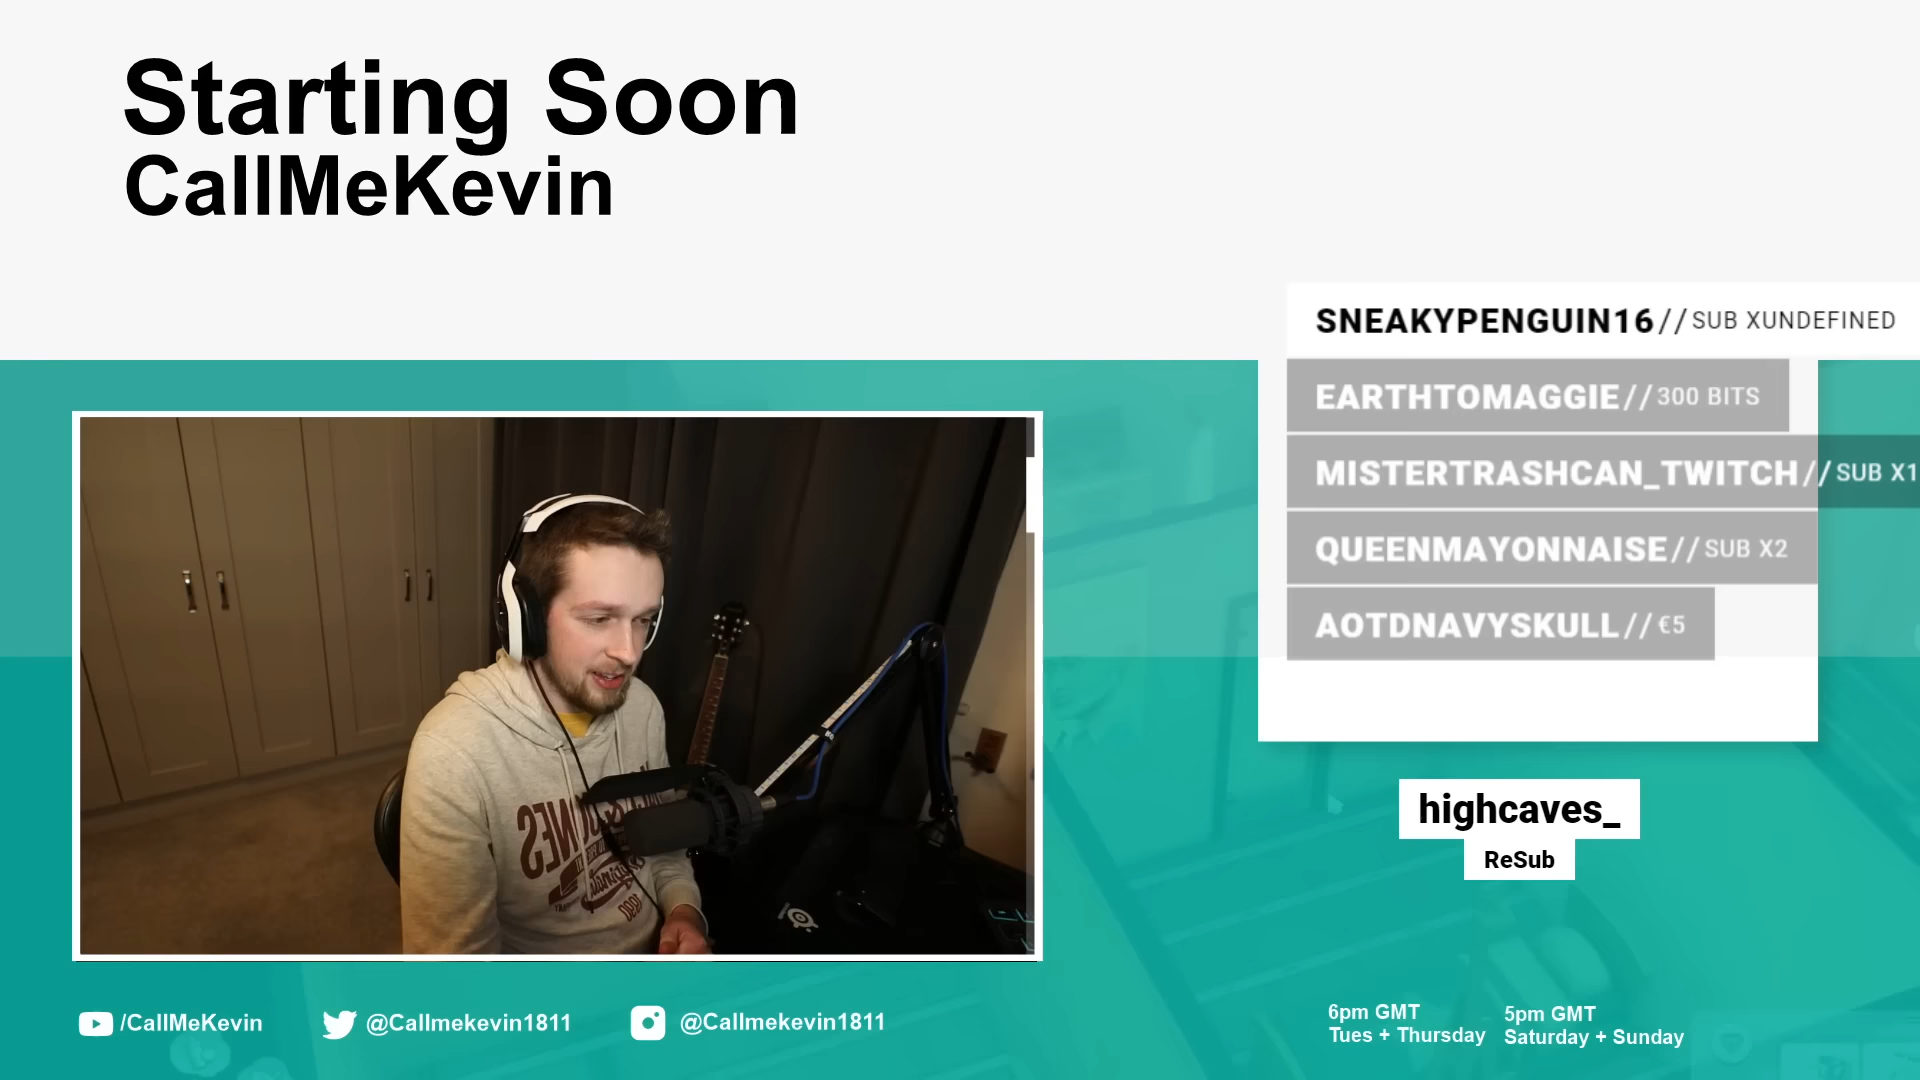 Starting Soon
CallMeKevin
SNEAKYPENGUIN16//SUB XUNDEFINED
EARTHTOMAGGIE//300 BITS
MISTERTRASHCAN_TWITCH//SUB X1
QUEENMAYONNAISE//SUB X2
AOTDNAVYSKULL//€5
highcaves_
ReSub
/CallMeKevin
@Callmekevin1811
@Callmekevin1811
6pm GMT
Tues + Thursday
5pm GMT
Saturday + Sunday